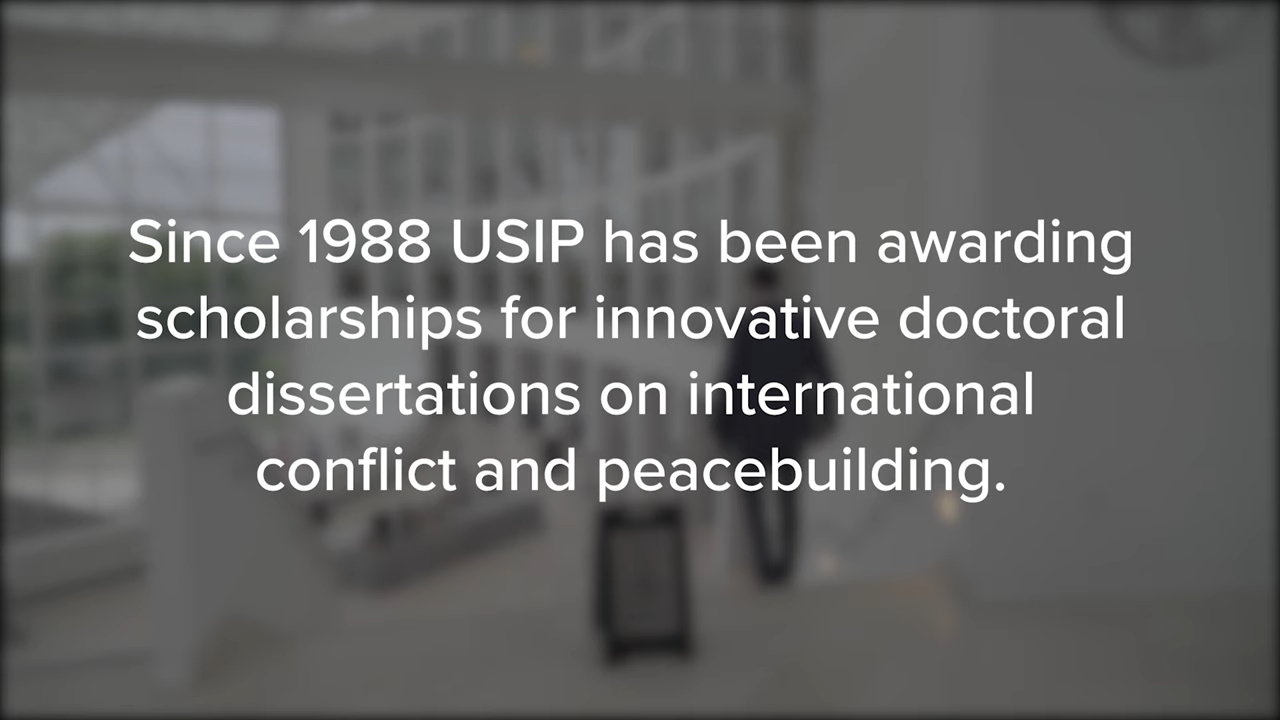 Since 1988 USIP has been awarding
scholarships for innovative doctoral
dissertations on international
conflict and peacebuilding.